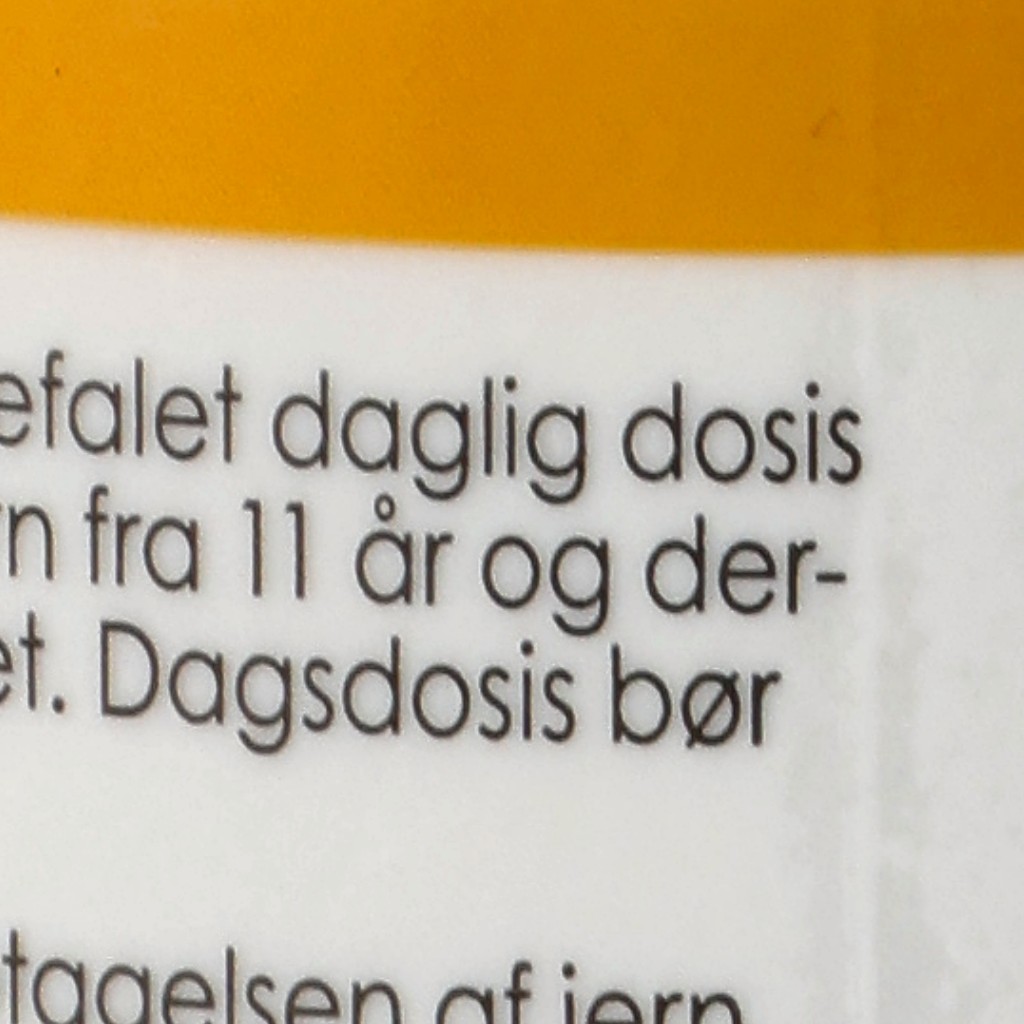 efalet daglig dosis
n fra 11 år og der-
et. Dagsdosis bør
tagelsen af jern